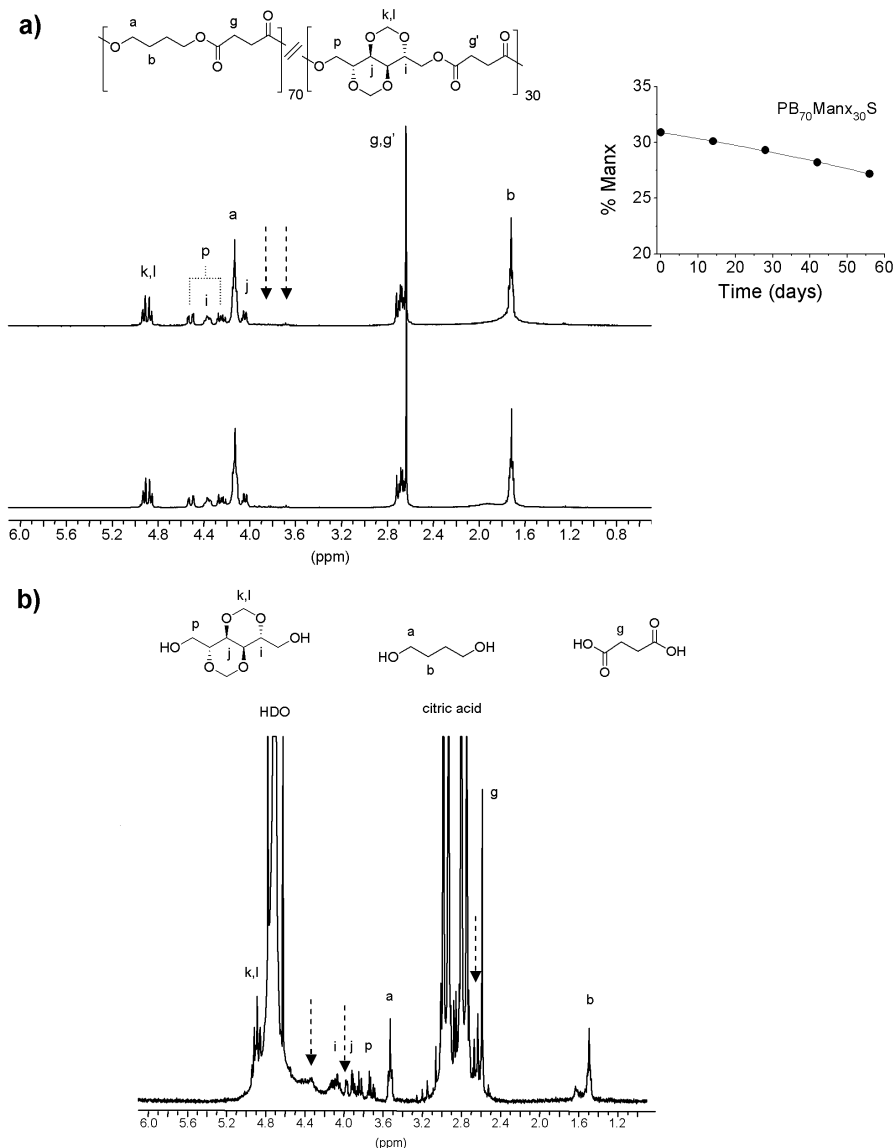 a)
a
b
g
O
O
O
O
70
k,l
p
j
i
g'
O
O
O
O
O
O
O
O
30
35
30
25
20
% Manx
PB70Manx30S
0 10 20 30 40 50 60
Time (days)
g,g'
b
a
p
k,l
i
j
6.0 5.6 5.2 4.8 4.4 4.0 3.6 3.2 2.8 2.4 2.0 1.6 1.2 0.8
(ppm)
b)
k,l
p
j
i
HO
OH
O
O
O
O
a
b
HO
OH
g
HO
O
O
OH
HDO
citric acid
g
k,l
i
j
p
a
b
6.0 5.6 5.2 4.8 4.4 4.0 3.6 3.2 2.8 2.4 2.0 1.6 1.2
(ppm)